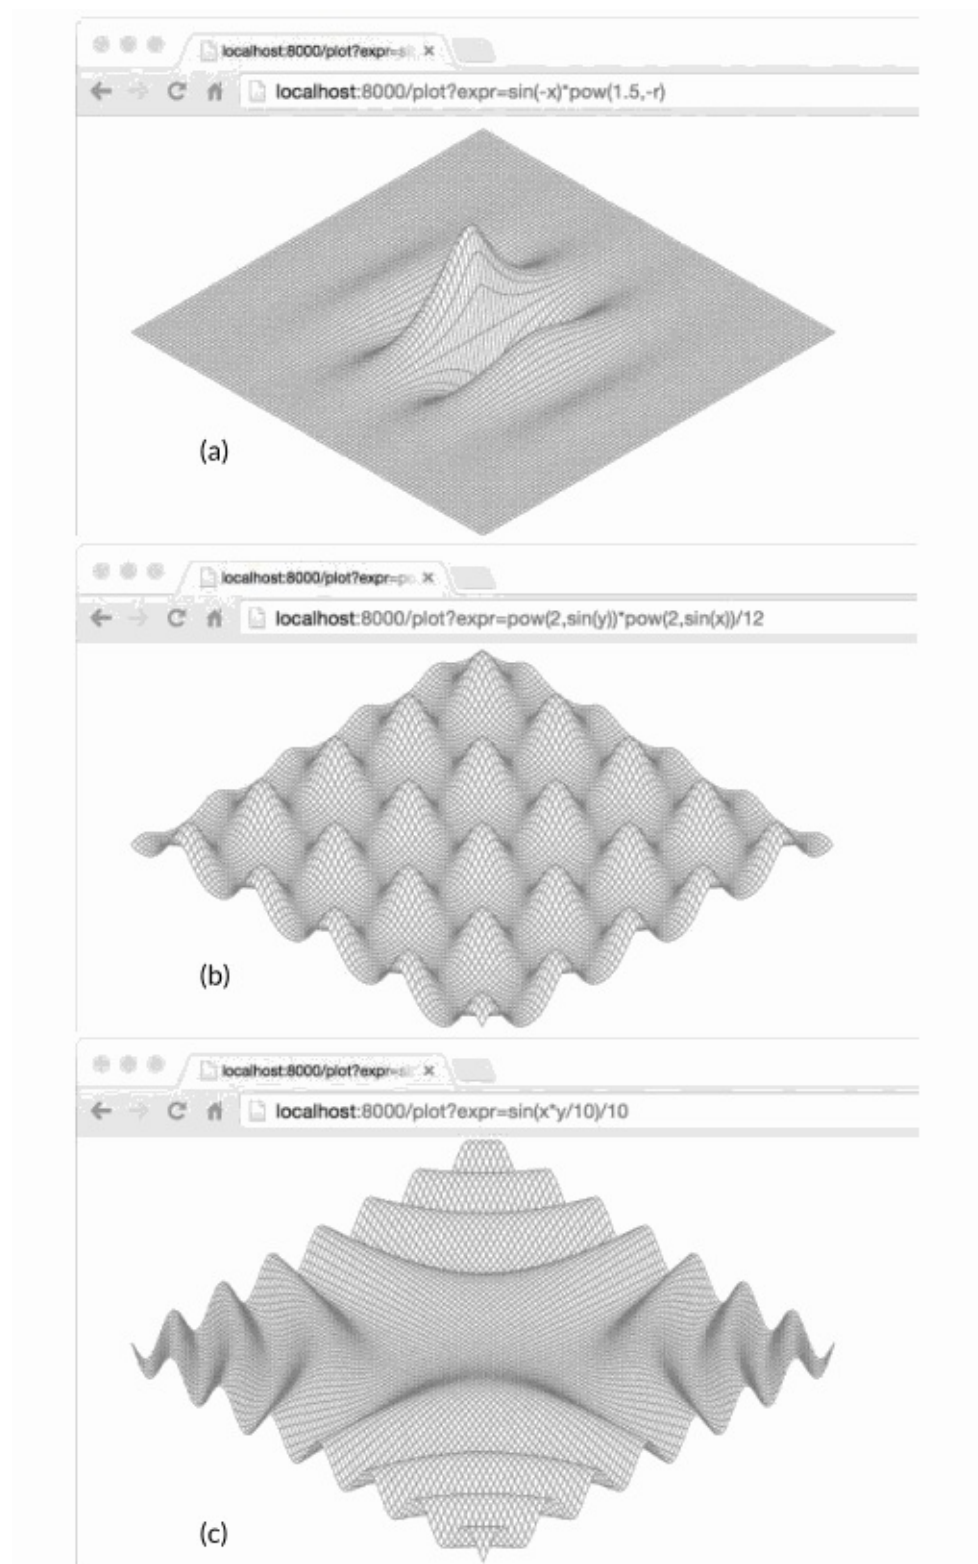 localhost:8000/plot?expr=
localhost:8000/plot?expr=sin(-x)*pow(1.5,-r)
(a)
localhost:8000/plot?expr=po
localhost:8000/plot?expr=pow(2,sin(y))*pow(2,sin(x))/12
(b)
localhost:8000/plot?expr=
localhost:8000/plot?expr=sin(x*y/10)/10
(c)